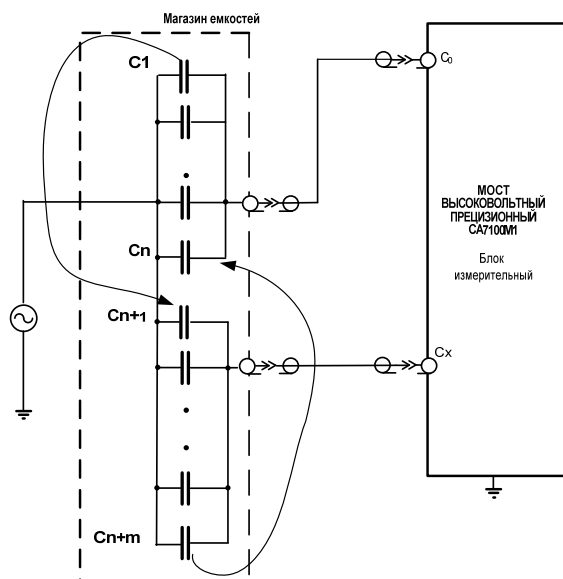 Магазин емкостей
C1
C₀
МОСТ
ВЫСОКОВОЛЬТНЫЙ
ПРЕЦИЗИОННЫЙ
СА7100М1
Блок
измерительный
Cn
Cn+1
Cx
Cn+m